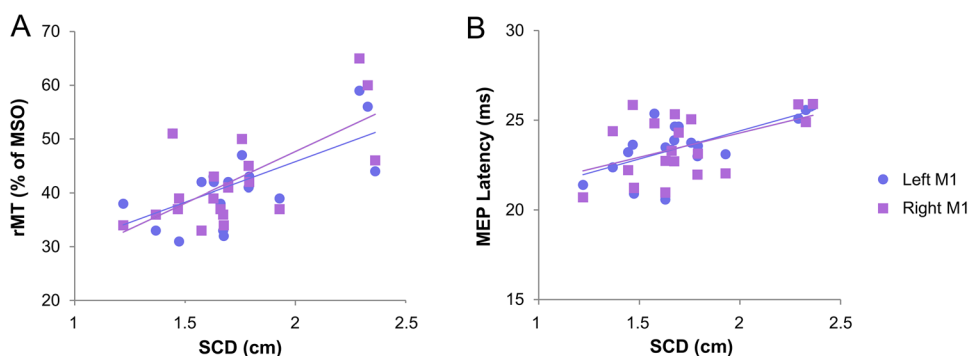 A
rMT (% of MSO)
70
60
50
40
30
20
1
1.5
2
2.5
SCD (cm)
B
MEP Latency (ms)
30
25
20
15
1
1.5
2
2.5
SCD (cm)
Left M1
Right M1